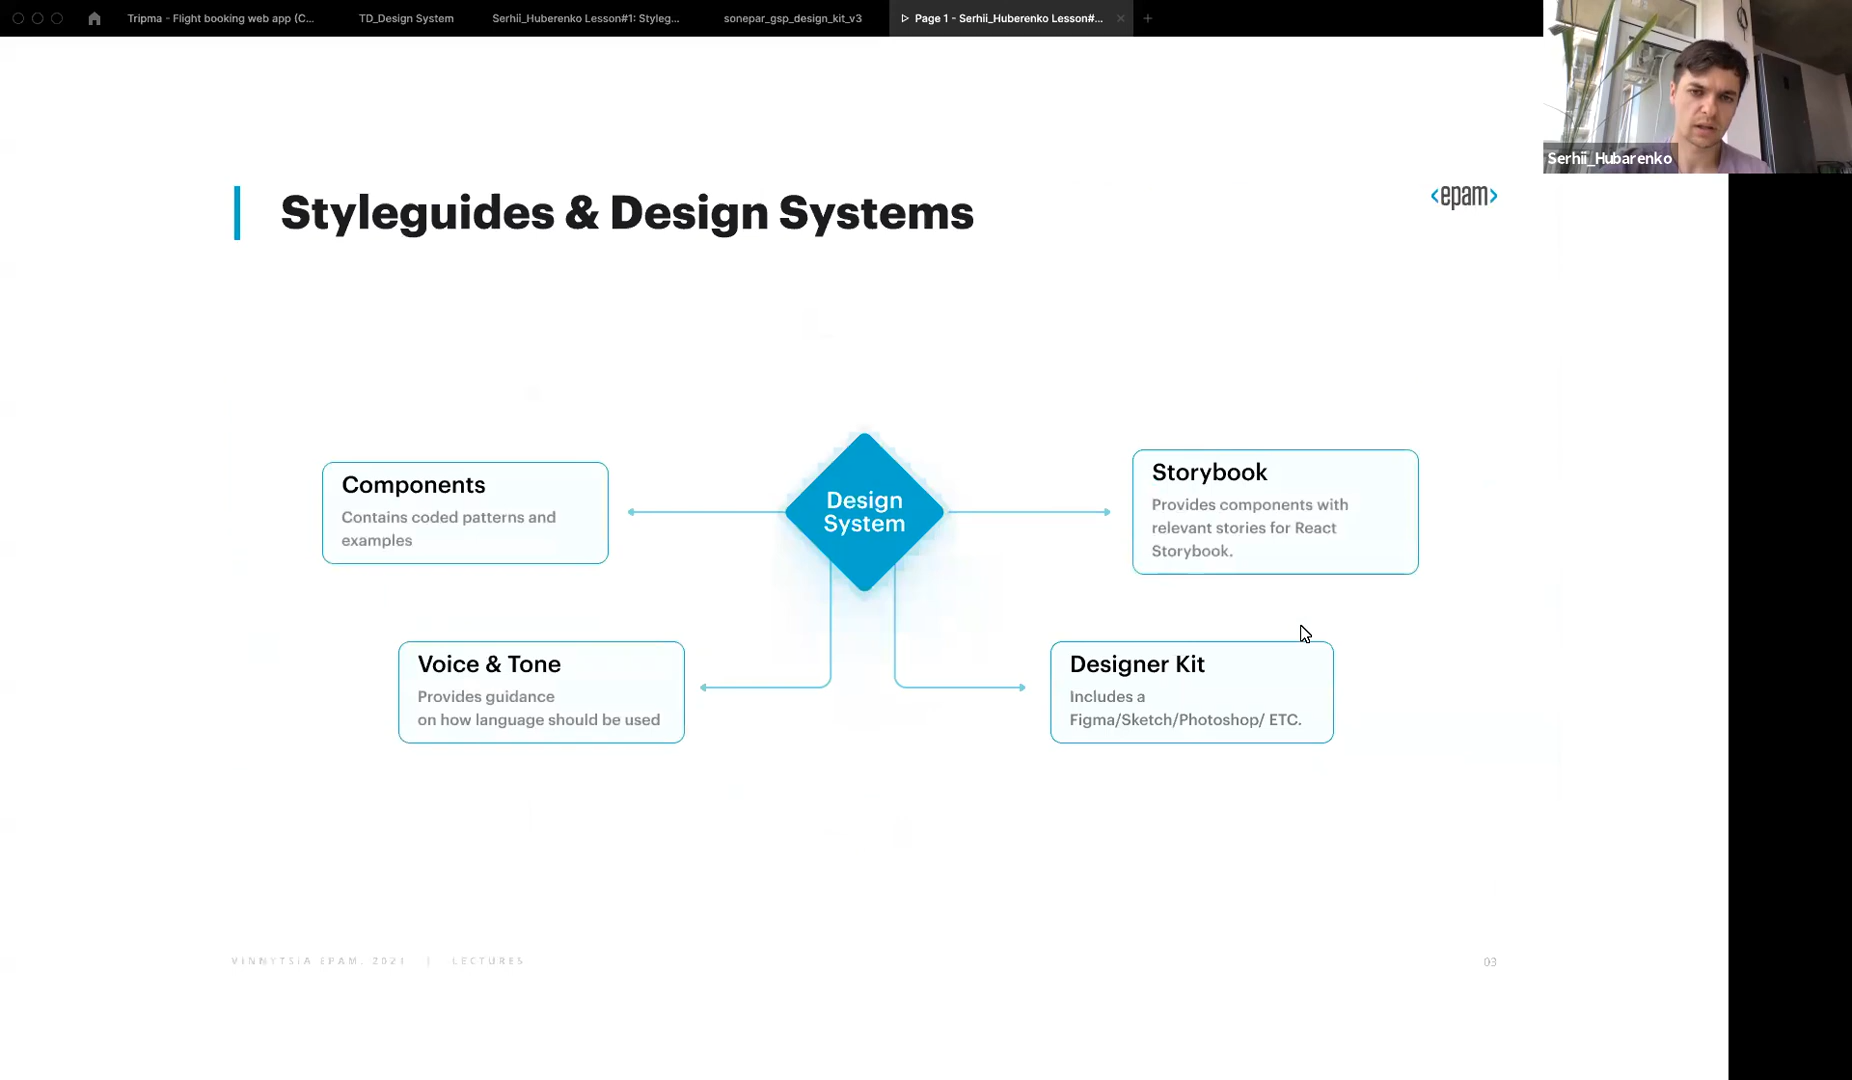 Tripma - Flight booking web app (C...
TD_Design System
Serhii_Huberenko Lesson#1: Styleg...
sonepar_gsp_design_kit_v3
Page 1 - Serhii_Huberenko Lesson#...
Serhii_Hubarenko
Styleguides & Design Systems
<epam>
Components
Contains coded patterns and
examples
Design
System
Storybook
Provides components with
relevant stories for React
Storybook.
Voice & Tone
Provides guidance
on how language should be used
Designer Kit
Includes a
Figma/Sketch/Photoshop/ ETC.
VINNYTSIA EPAM. 2021 | LECTURES
03